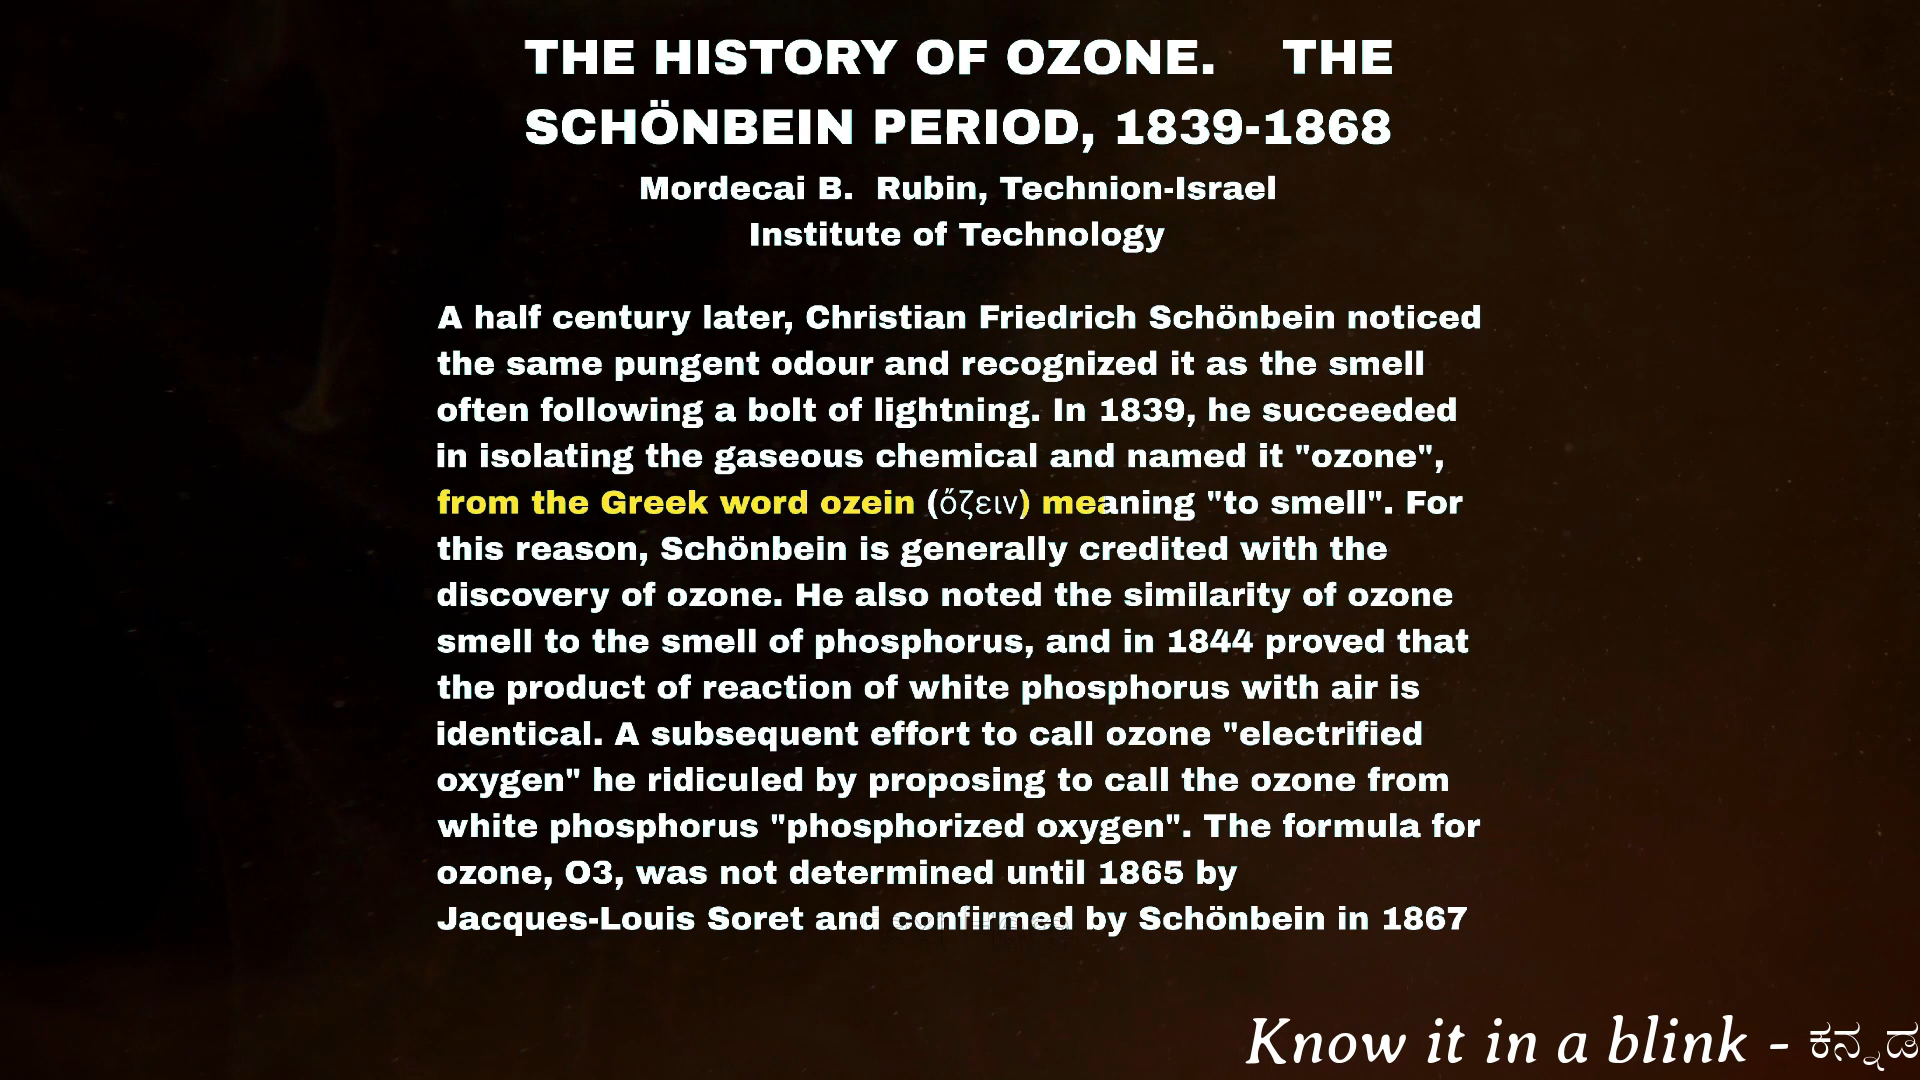 THE HISTORY OF OZONE. THE
SCHÖNBEIN PERIOD, 1839-1868
Mordecai B. Rubin, Technion-Israel
Institute of Technology
A half century later, Christian Friedrich Schönbein noticed
the same pungent odour and recognized it as the smell
often following a bolt of lightning. In 1839, he succeeded
in isolating the gaseous chemical and named it "ozone",
from the Greek word ozein (ὄζειν) meaning "to smell". For
this reason, Schönbein is generally credited with the
discovery of ozone. He also noted the similarity of ozone
smell to the smell of phosphorus, and in 1844 proved that
the product of reaction of white phosphorus with air is
identical. A subsequent effort to call ozone "electrified
oxygen" he ridiculed by proposing to call the ozone from
white phosphorus "phosphorized oxygen". The formula for
ozone, O3, was not determined until 1865 by
Jacques-Louis Soret and confirmed by Schönbein in 1867
Know it in a blink - ಕನ್ನಡ